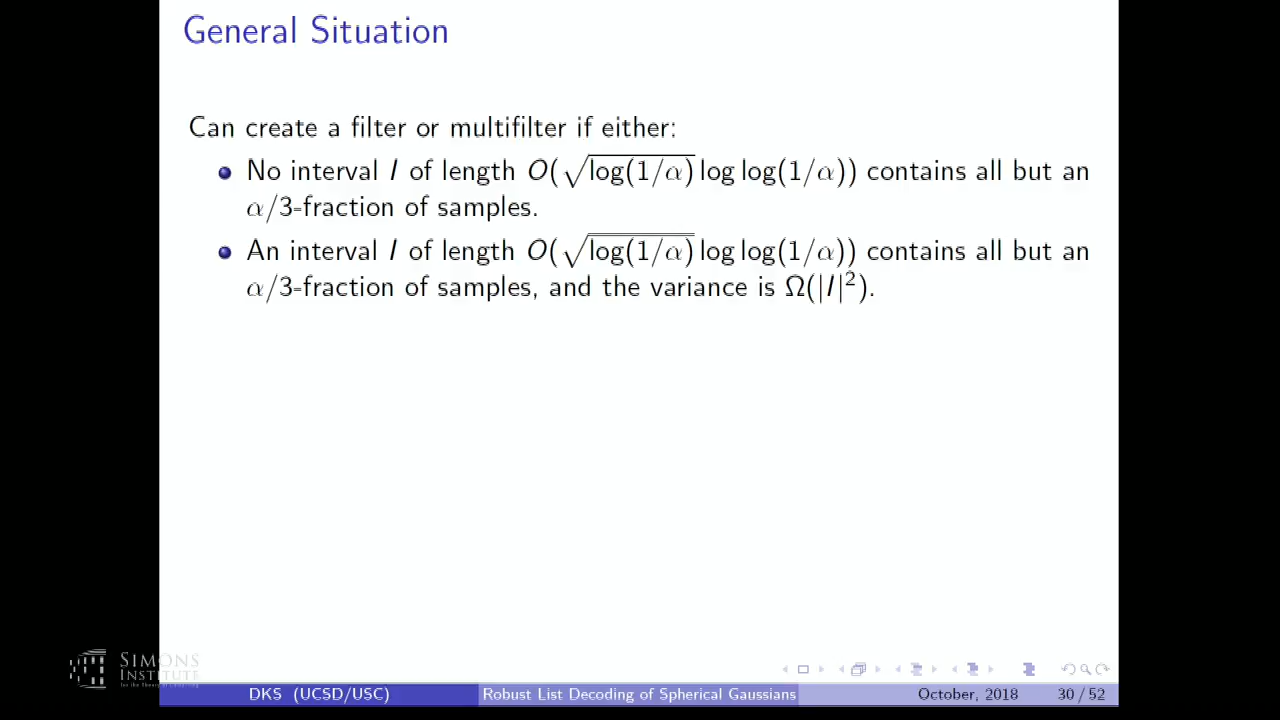 General Situation
Can create a filter or multifilter if either:
No interval I of length O(√log(1/α) log log(1/α)) contains all but an
α/3-fraction of samples.
An interval I of length O(√log(1/α) log log(1/α)) contains all but an
α/3-fraction of samples, and the variance is Ω(|I|²).
SIMONS
INSTITUTE
DKS (UCSD/USC)
Robust List Decoding of Spherical Gaussians
October, 2018
30 / 52